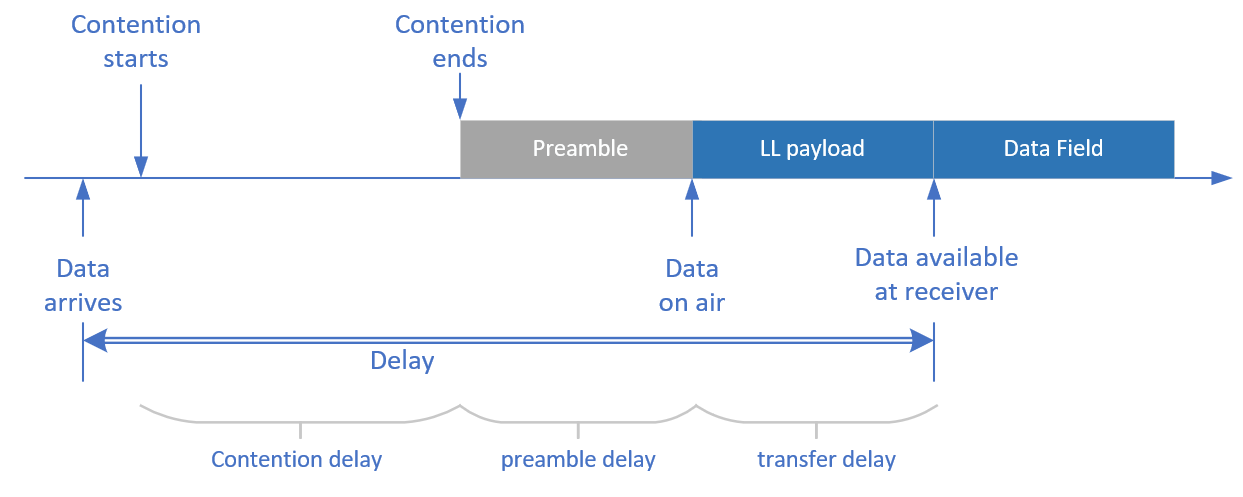 Contention
starts
Contention
ends
Preamble
LL payload
Data Field
Data
arrives
Data
on air
Data available
at receiver
Delay
Contention delay
preamble delay
transfer delay